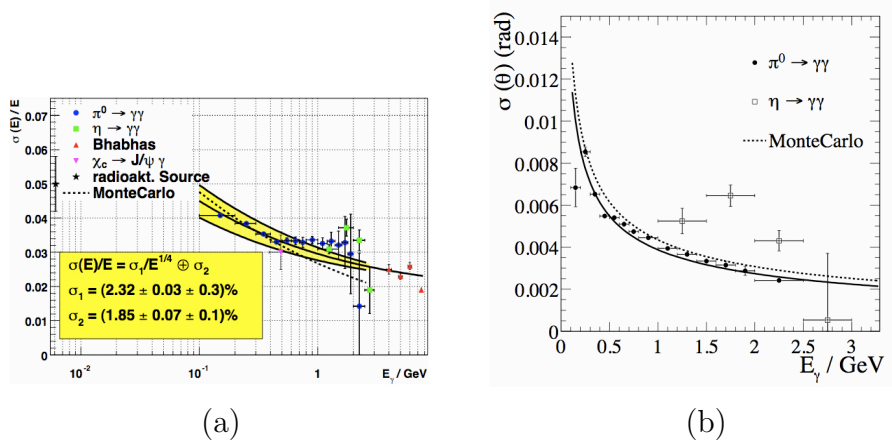 σ (E) / E
0.07
0.06
0.05
0.04
0.03
0.02
0.01
0
π⁰ → γγ
η → γγ
Bhabhas
χc → J/ψ γ
radioakt. Source
MonteCarlo
σ(E)/E = σ₁/E^1/4 ⊕ σ₂
σ₁ = (2.32 ± 0.03 ± 0.3)%
σ₂ = (1.85 ± 0.07 ± 0.1)%
10⁻²
10⁻¹
1
Eγ / GeV
(a)
σ (θ) (rad)
0.014
0.012
0.01
0.008
0.006
0.004
0.002
0
π⁰ → γγ
η → γγ
MonteCarlo
0
0.5
1
1.5
2
2.5
3
Eγ / GeV
(b)